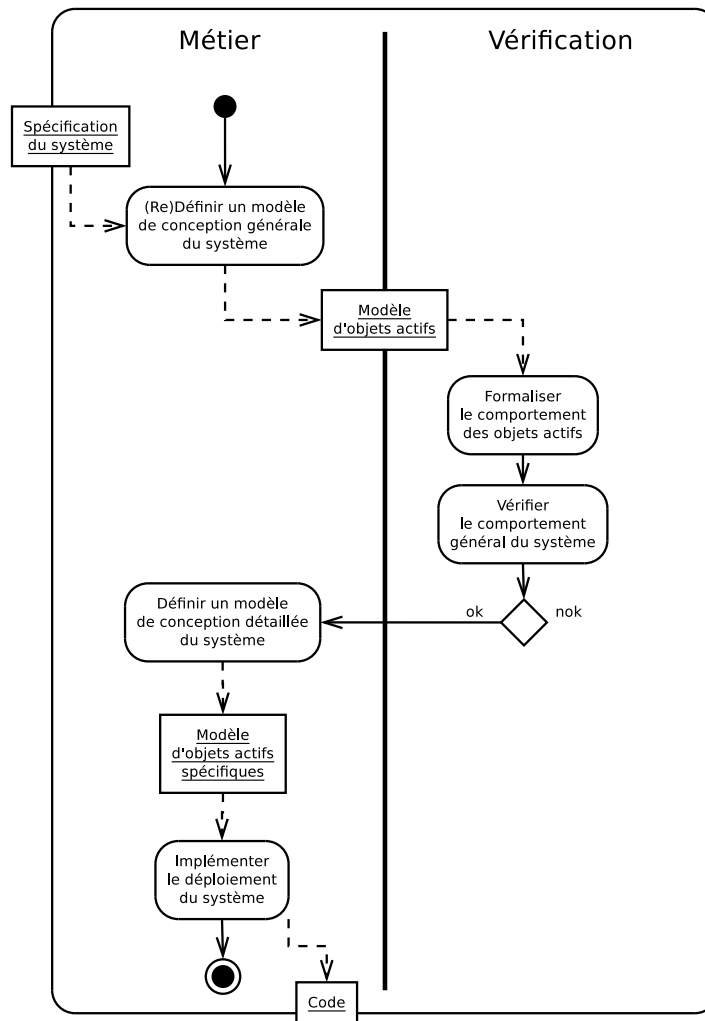 Métier
Vérification
Spécification
du système
(Re)Définir un modèle
de conception générale
du système
Modèle
d'objets actifs
Formaliser
le comportement
des objets actifs
Vérifier
le comportement
général du système
ok
nok
Définir un modèle
de conception détaillée
du système
Modèle
d'objets actifs
spécifiques
Implémenter
le déploiement
du système
Code